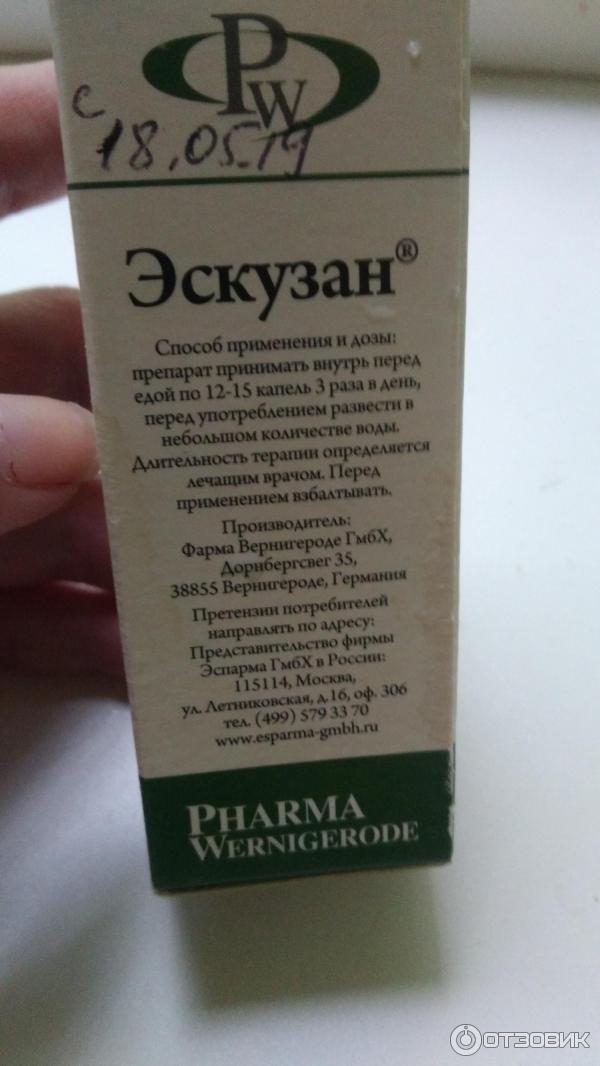 PW
с
18.05.19
Эскузан®
Способ применения и дозы:
препарат принимать внутрь перед
едой по 12-15 капель 3 раза в день,
перед употреблением развести в
небольшом количестве воды.
Длительность терапии определяется
лечащим врачом. Перед
применением взбалтывать.
Производитель:
Фарма Вернигероде ГмбХ,
Дорнбергсвег 35,
38855 Вернигероде, Германия
Претензии потребителей
направлять по адресу:
Представительство фирмы
Эспарма ГмбХ в России:
115114, Москва,
ул. Летниковская, д.16, оф. 306
тел. (499) 579 33 70
www.esparma-gmbh.ru
PHARMA
WERNIGERODE
ОТЗОВИК